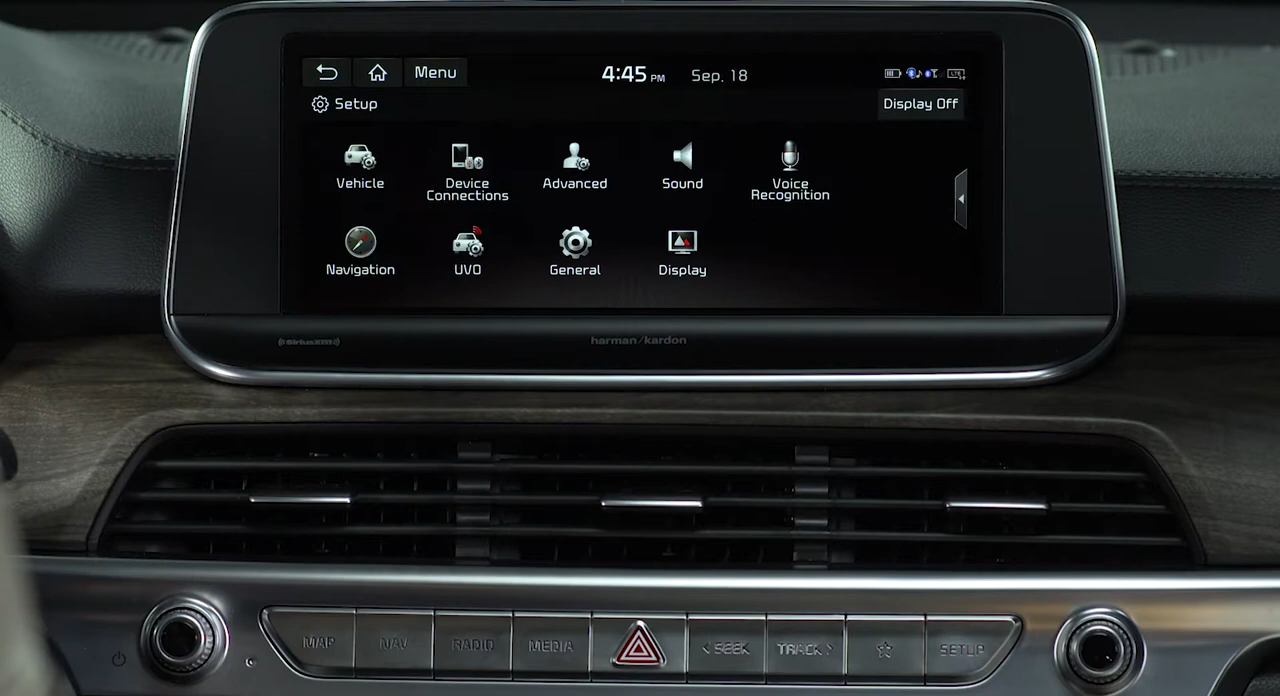 Menu
4:45 PM
Sep. 18
LTE
Setup
Display Off
Vehicle
Device
Connections
Advanced
Sound
Voice
Recognition
Navigation
UVO
General
Display
((SiriusXM))
harman/kardon
MAP
NAV
RADIO
MEDIA
< SEEK
TRACK >
SETUP